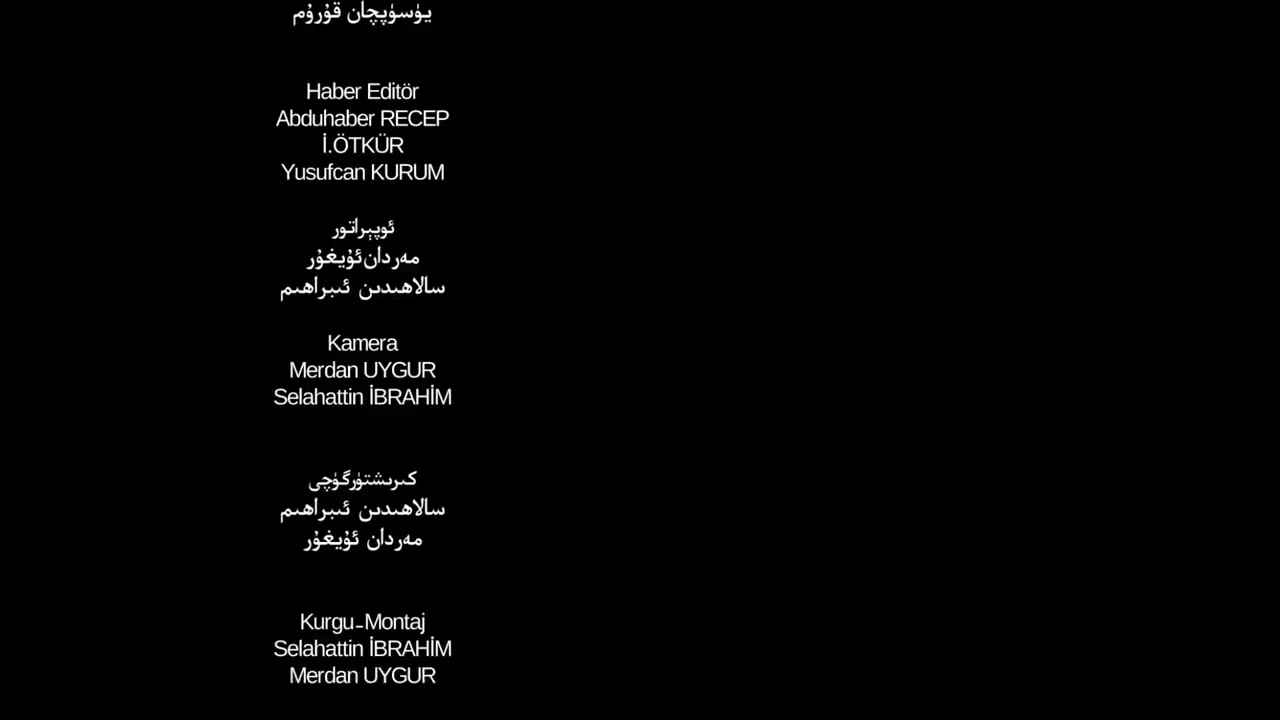 يۈسۈپچان قۇرۇم
Haber Editör
Abduhaber RECEP
İ.ÖTKÜR
Yusufcan KURUM
ئوپېراتور
مەردان ئۇيغۇر
سالاھىدىن ئىبراھىم
Kamera
Merdan UYGUR
Selahattin İBRAHİM
كىرىشتۈرگۈچى
سالاھىدىن ئىبراھىم
مەردان ئۇيغۇر
Kurgu-Montaj
Selahattin İBRAHİM
Merdan UYGUR